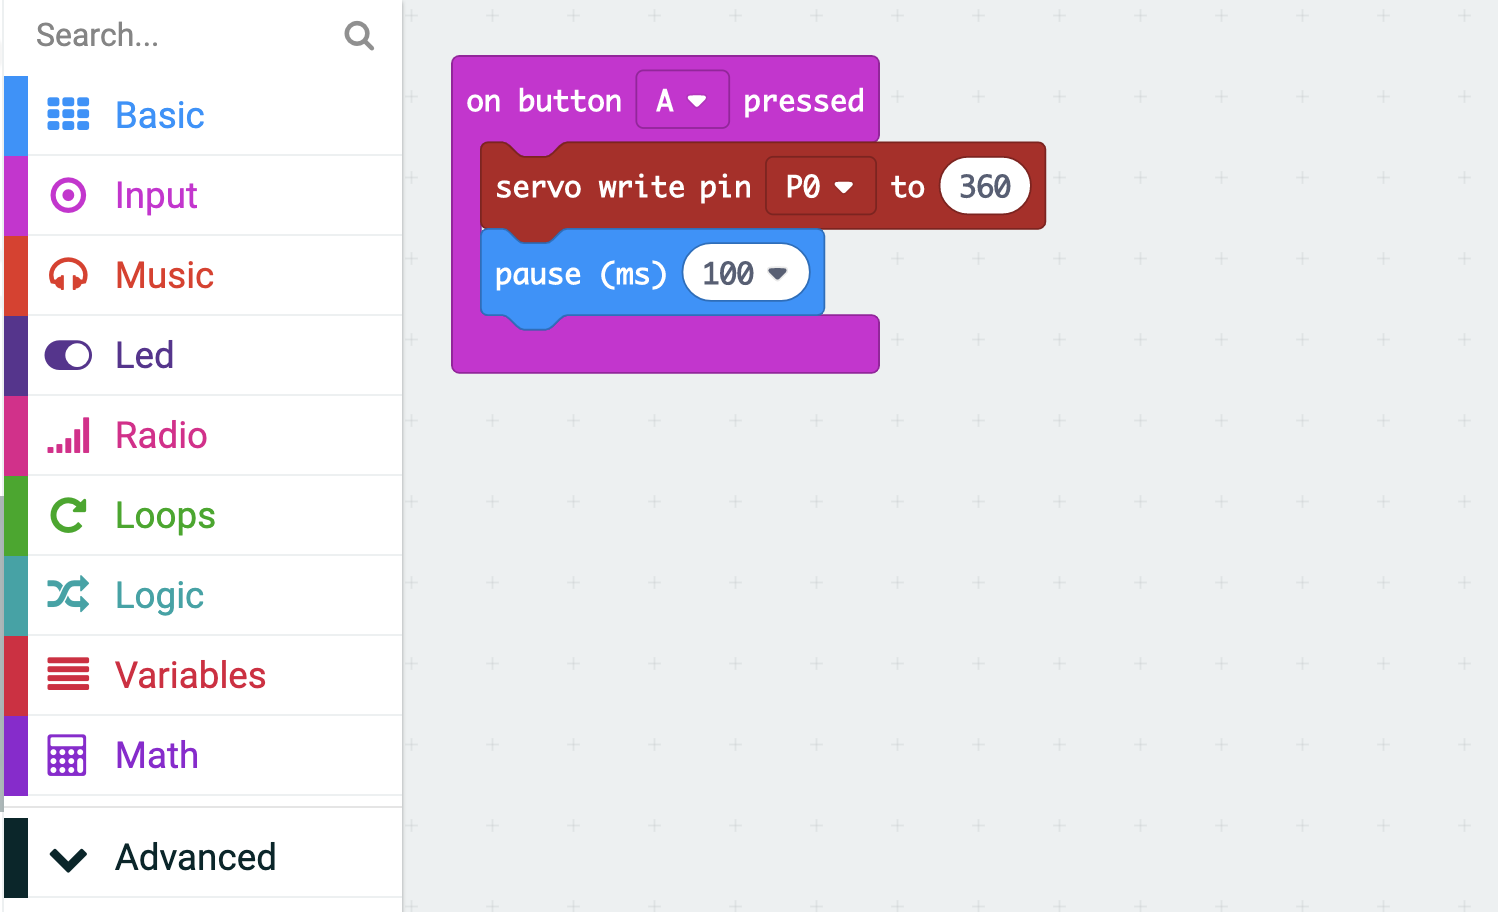 Search...
Basic
Input
Music
Led
Radio
Loops
Logic
Variables
Math
Advanced
on button A pressed
servo write pin P0 to 360
pause (ms) 100